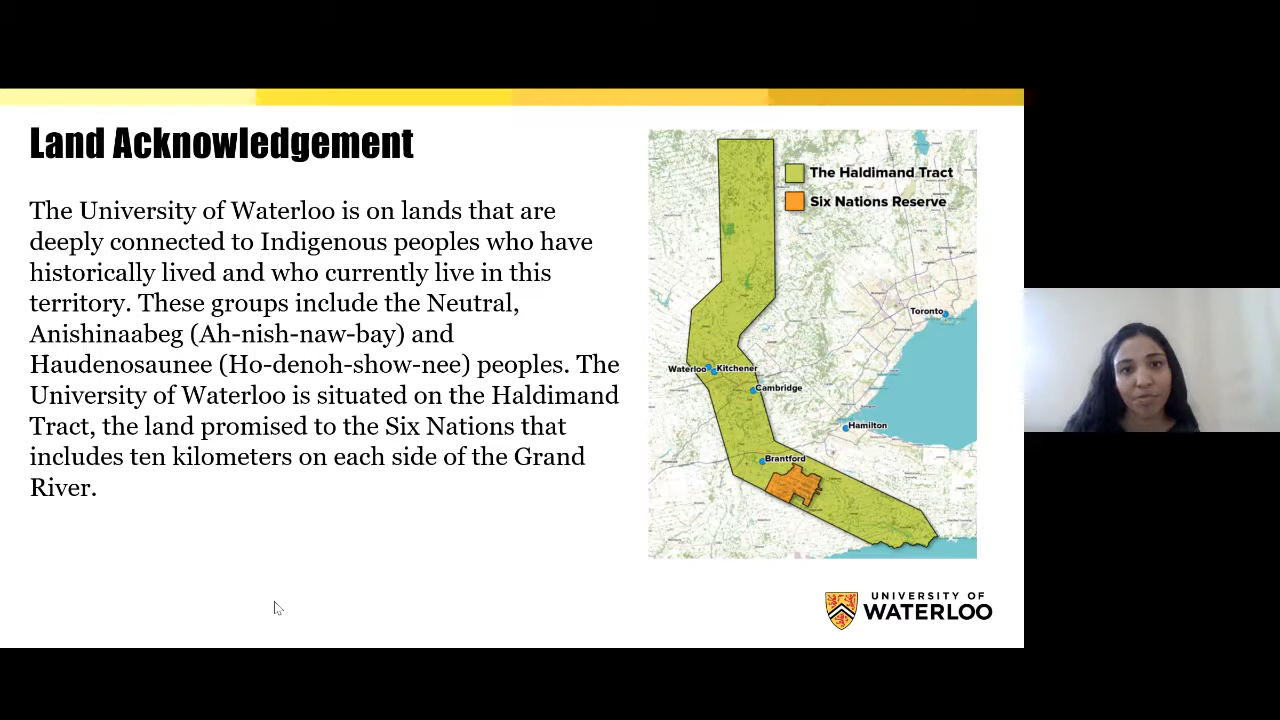 Land Acknowledgement
The University of Waterloo is on lands that are
deeply connected to Indigenous peoples who have
historically lived and who currently live in this
territory. These groups include the Neutral,
Anishinaabeg (Ah-nish-naw-bay) and
Haudenosaunee (Ho-denoh-show-nee) peoples. The
University of Waterloo is situated on the Haldimand
Tract, the land promised to the Six Nations that
includes ten kilometers on each side of the Grand
River.
The Haldimand Tract
Six Nations Reserve
Toronto
Waterloo
Kitchener
Cambridge
Hamilton
Brantford
UNIVERSITY OF
WATERLOO